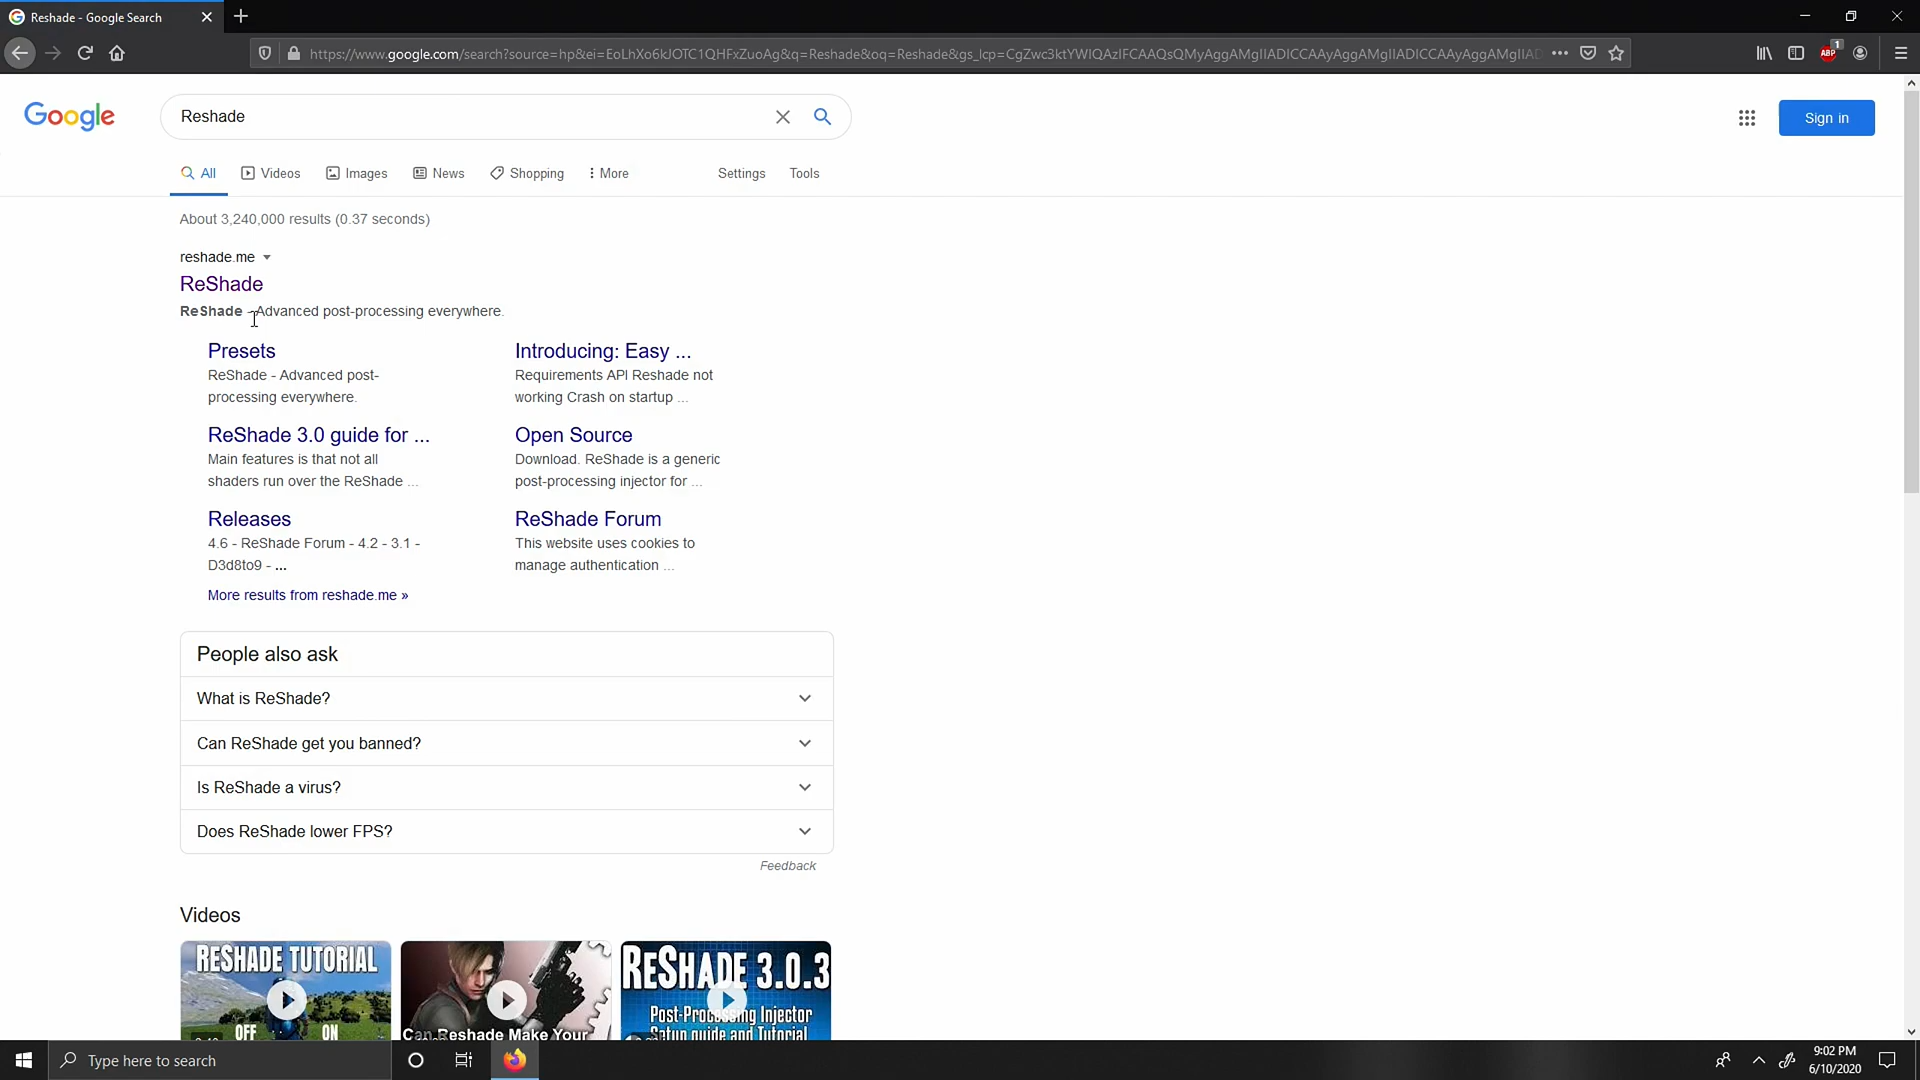 Reshade - Google Search
https://www.google.com/search?source=hp&ei=EoLhXo6kJOTC1QHFxZuoAg&q=Reshade&oq=Reshade&gs_lcp=CgZwc3ktYWIQAzIFCAAQsQMyAggAMgIIADICCAAyAggAMgIIADICCAAyAggAMgIIADICCAAyAggAMgIIAD
ABP
1
Google
Reshade
Sign in
All
Videos
Images
News
Shopping
More
Settings
Tools
About 3,240,000 results (0.37 seconds)
reshade.me
ReShade
ReShade - Advanced post-processing everywhere.
Presets
ReShade - Advanced post-
processing everywhere.
Introducing: Easy ...
Requirements API Reshade not
working Crash on startup ...
ReShade 3.0 guide for ...
Main features is that not all
shaders run over the ReShade ...
Open Source
Download. ReShade is a generic
post-processing injector for ...
Releases
4.6 - ReShade Forum - 4.2 - 3.1 -
D3d8to9 - ...
ReShade Forum
This website uses cookies to
manage authentication ...
More results from reshade.me »
People also ask
What is ReShade?
Can ReShade get you banned?
Is ReShade a virus?
Does ReShade lower FPS?
Feedback
Videos
RESHADE TUTORIAL
OFF ON
Can Reshade Make Your
RESHADE 3.0.3
Post-Processing Injector
Setup guide and Tutorial
Type here to search
9:02 PM
6/10/2020